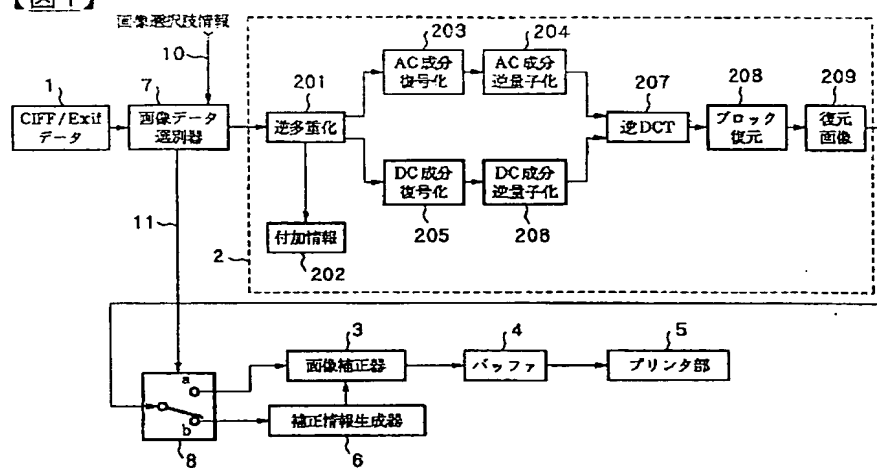 【図1】
画像選択肢情報
10
203
204
AC成分
復号化
AC成分
逆量子化
1
7
201
207
208
209
CIFF/Exif
データ
画像データ
選別器
逆多重化
逆DCT
ブロック
復元
復元
画像
DC成分
復号化
DC成分
逆量子化
11
205
206
付加情報
2
202
3
4
5
画像補正器
バッファ
プリンタ部
a
b
補正情報生成器
8
6